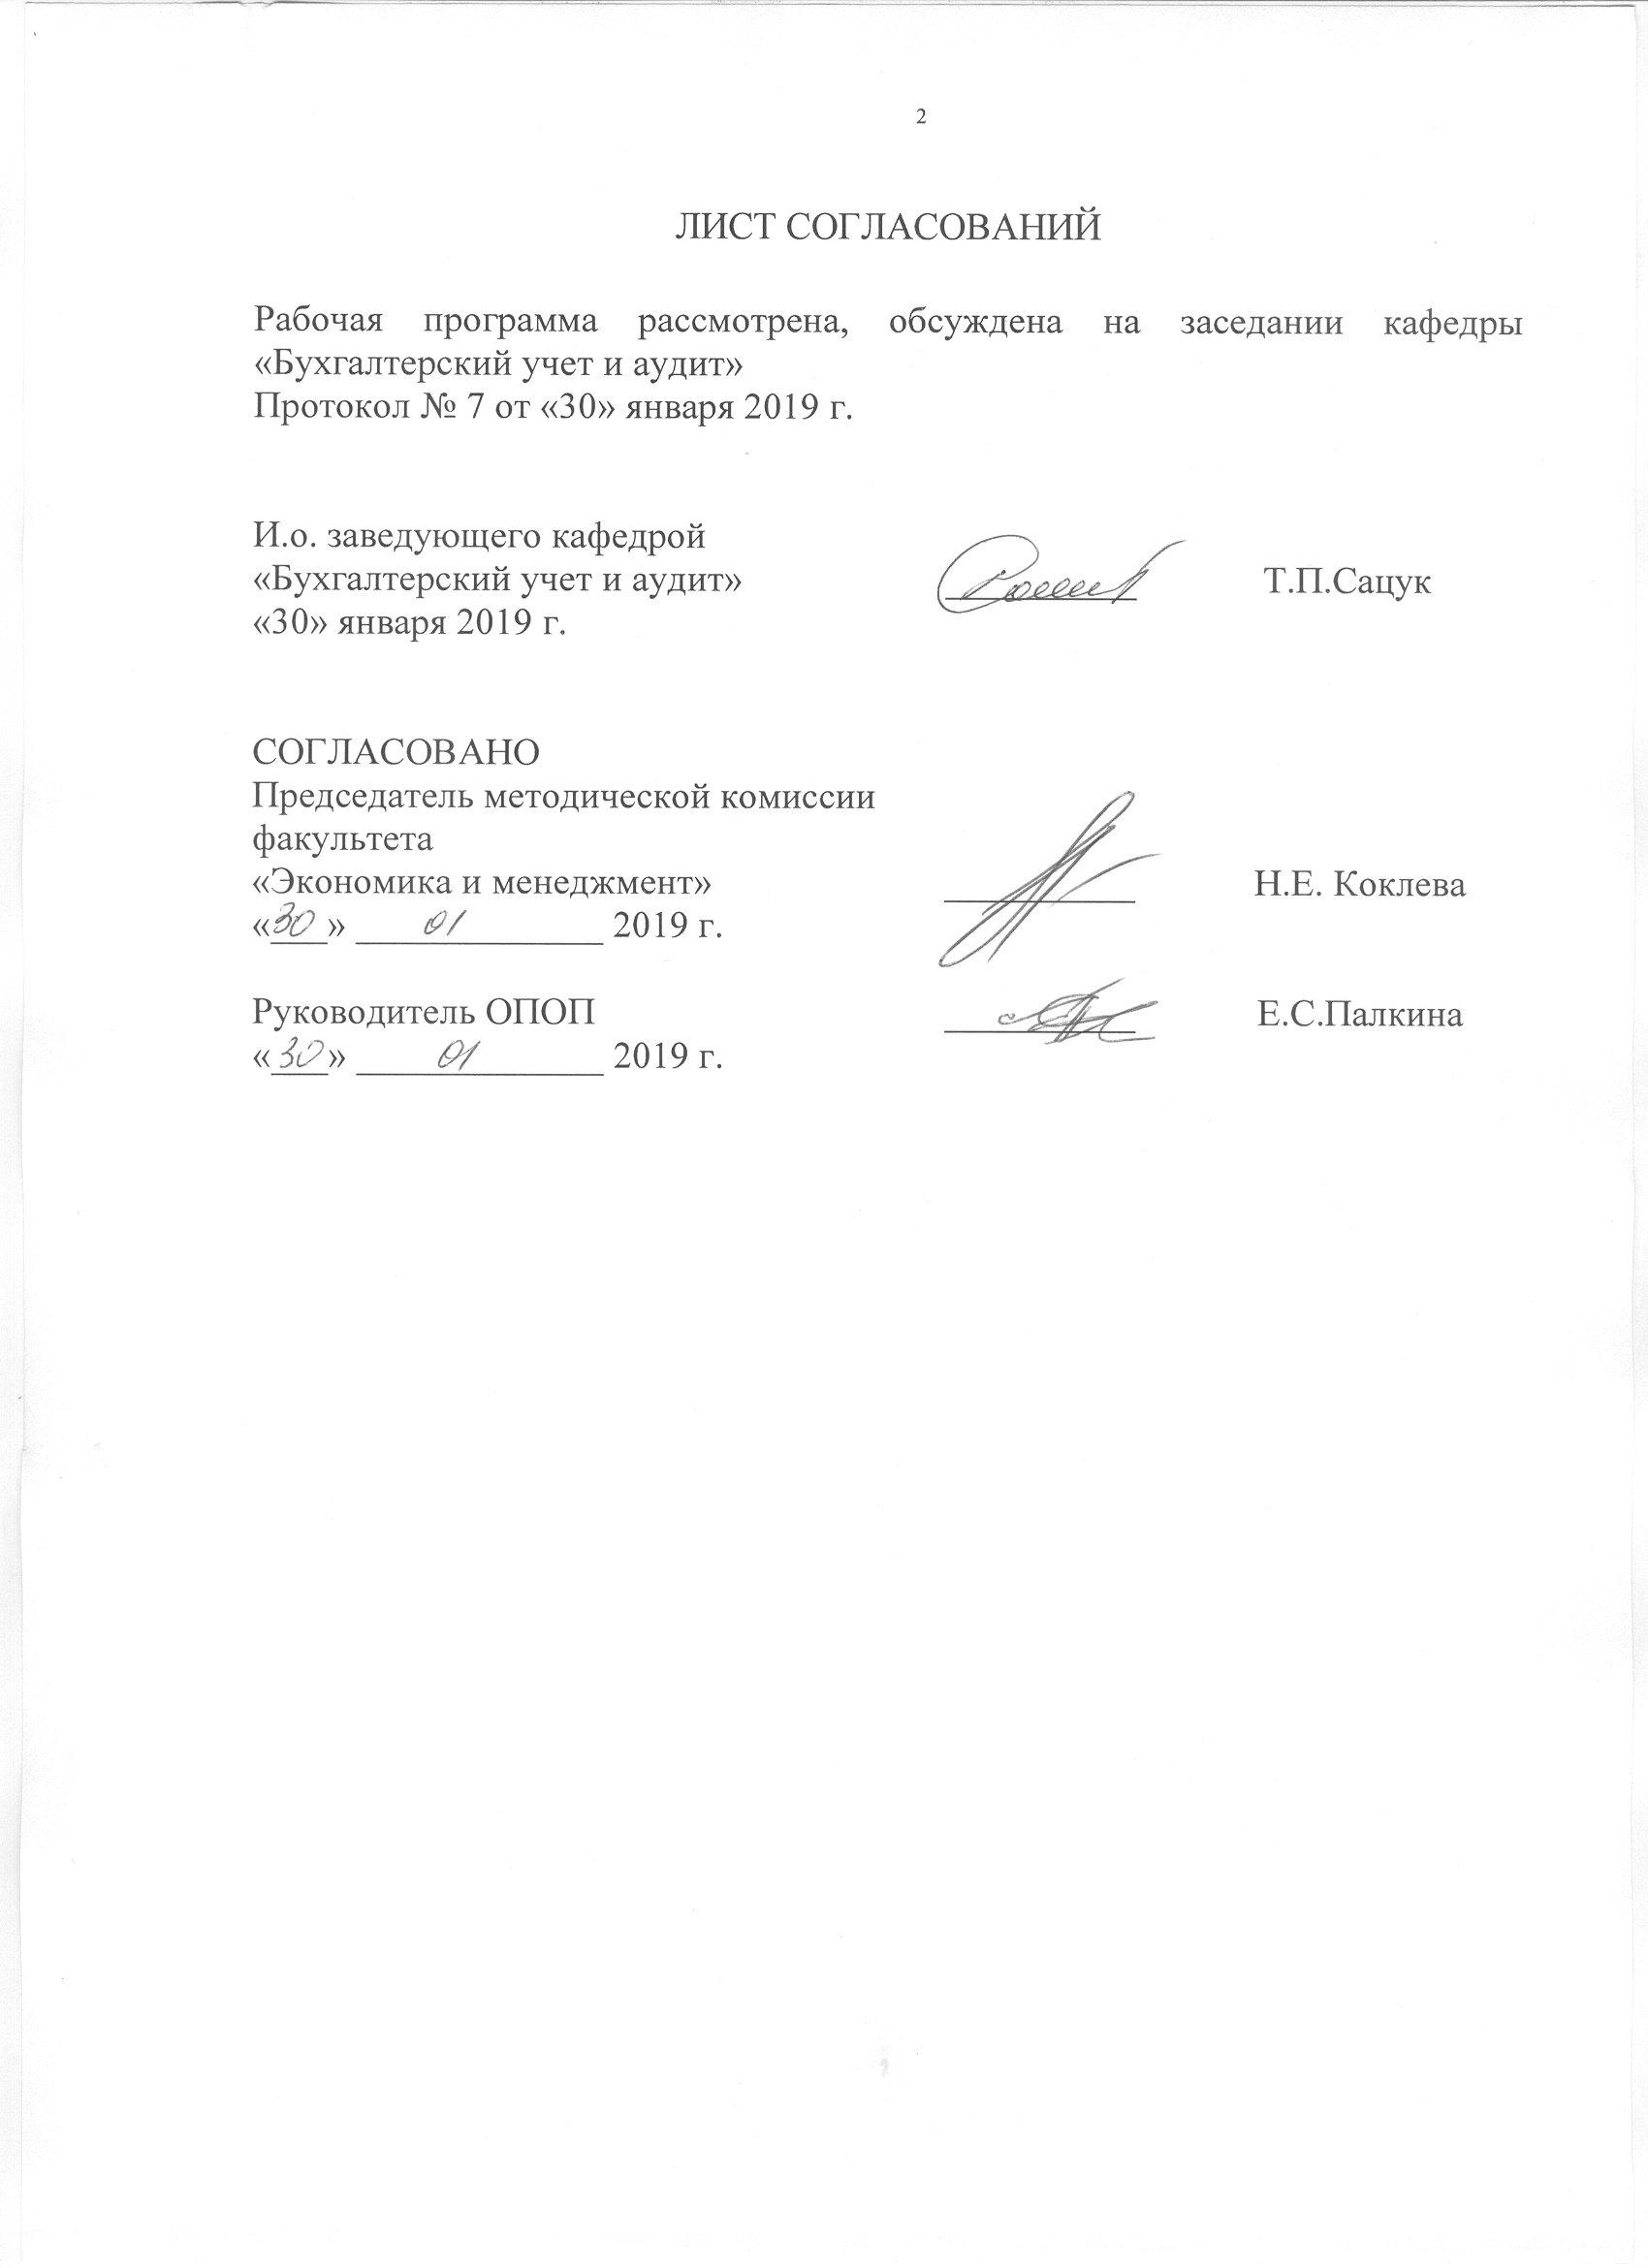 2
ЛИСТ СОГЛАСОВАНИЙ
Рабочая программа рассмотрена, обсуждена на заседании кафедры
«Бухгалтерский учет и аудит»
Протокол № 7 от «30» января 2019 г.
И.о. заведующего кафедрой
«Бухгалтерский учет и аудит» Т.П.Сацук
«30» января 2019 г.
СОГЛАСОВАНО
Председатель методической комиссии
факультета
«Экономика и менеджмент» Н.Е. Коклева
«30» 01 2019 г.
Руководитель ОПОП Е.С.Палкина
«30» 01 2019 г.